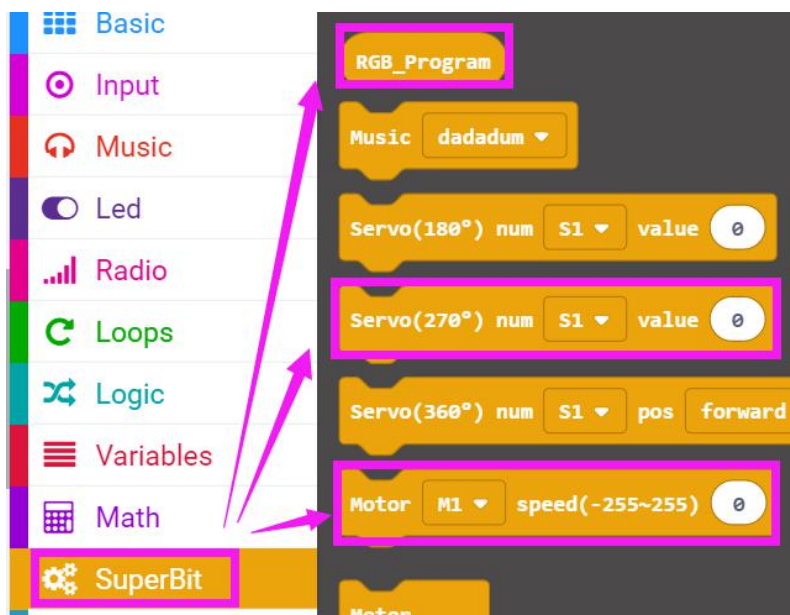 Basic
Input
Music
Led
Radio
Loops
Logic
Variables
Math
SuperBit
RGB_Program
Music dadadum
Servo(180°) num S1 value 0
Servo(270°) num S1 value 0
Servo(360°) num S1 pos forward
Motor M1 speed(-255~255) 0
Motor